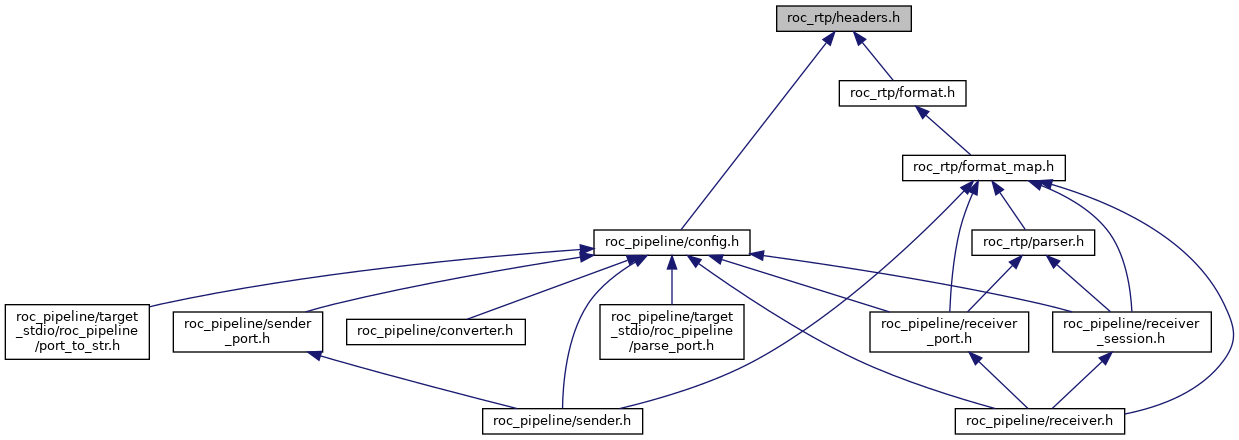 roc_rtp/headers.h
roc_rtp/format.h
roc_rtp/format_map.h
roc_pipeline/config.h
roc_rtp/parser.h
roc_pipeline/target
_stdio/roc_pipeline
/port_to_str.h
roc_pipeline/sender
_port.h
roc_pipeline/converter.h
roc_pipeline/target
_stdio/roc_pipeline
/parse_port.h
roc_pipeline/receiver
_port.h
roc_pipeline/receiver
_session.h
roc_pipeline/sender.h
roc_pipeline/receiver.h